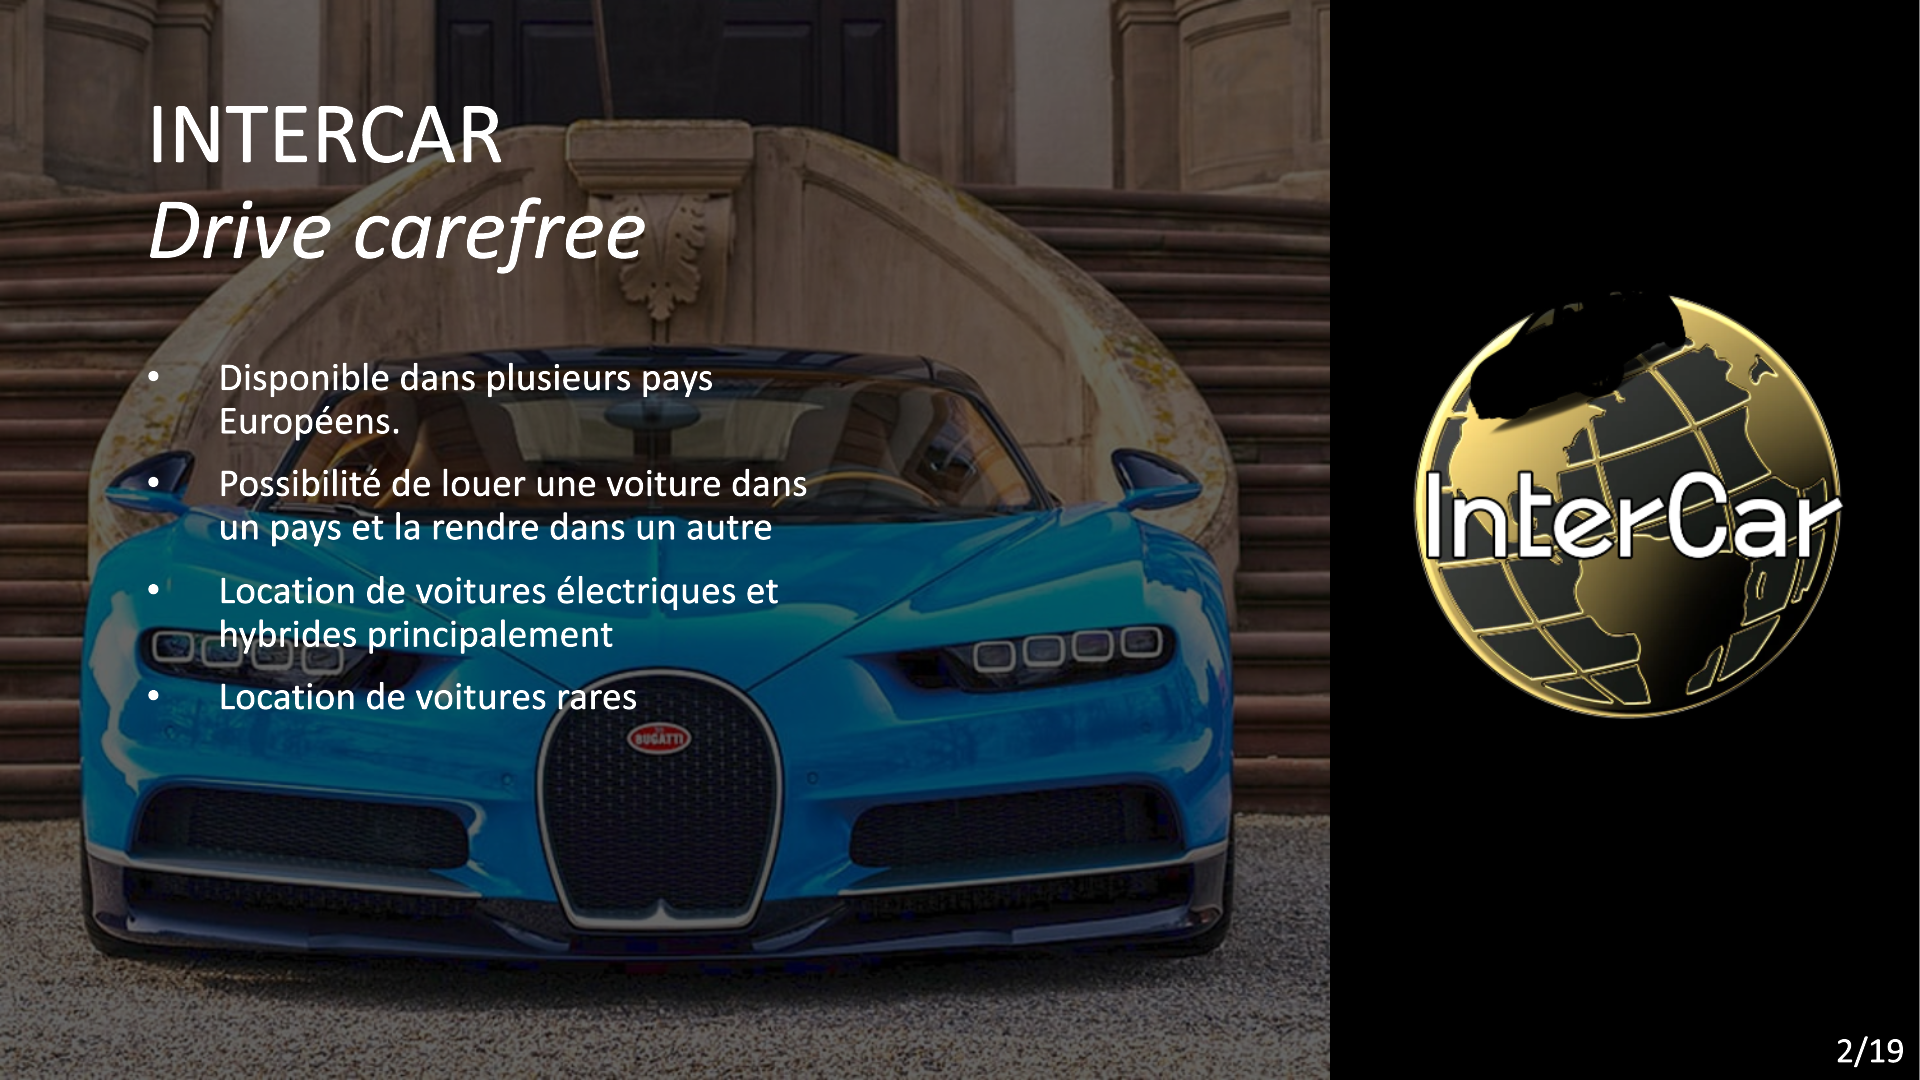 INTERCAR
Drive carefree
• Disponible dans plusieurs pays
Européens.
• Possibilité de louer une voiture dans
un pays et la rendre dans un autre
• Location de voitures électriques et
hybrides principalement
• Location de voitures rares
BUGATTI
InterCar
2/19